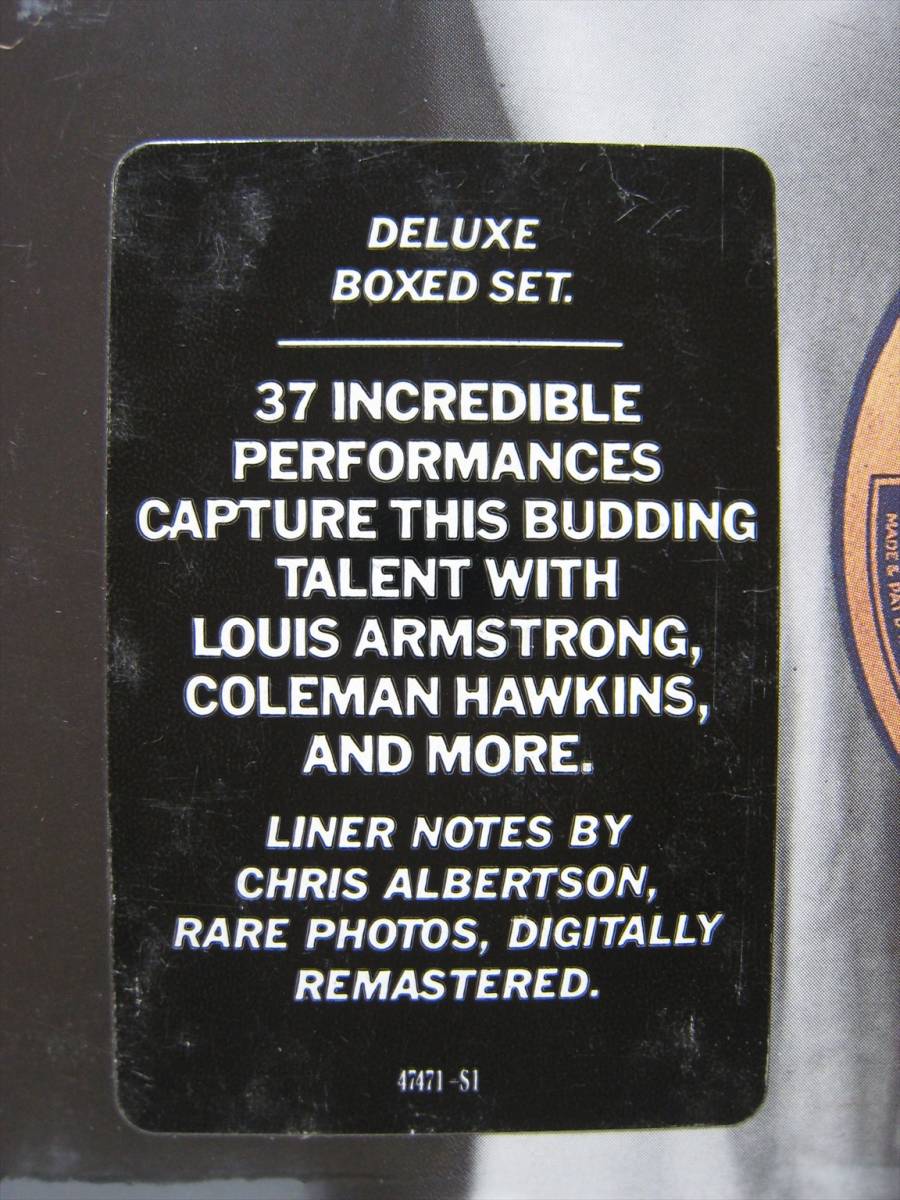 DELUXE
BOXED SET.
37 INCREDIBLE
PERFORMANCES
CAPTURE THIS BUDDING
TALENT WITH
LOUIS ARMSTRONG,
COLEMAN HAWKINS,
AND MORE.
LINER NOTES BY
CHRIS ALBERTSON,
RARE PHOTOS, DIGITALLY
REMASTERED.
47471-S1
MADE &